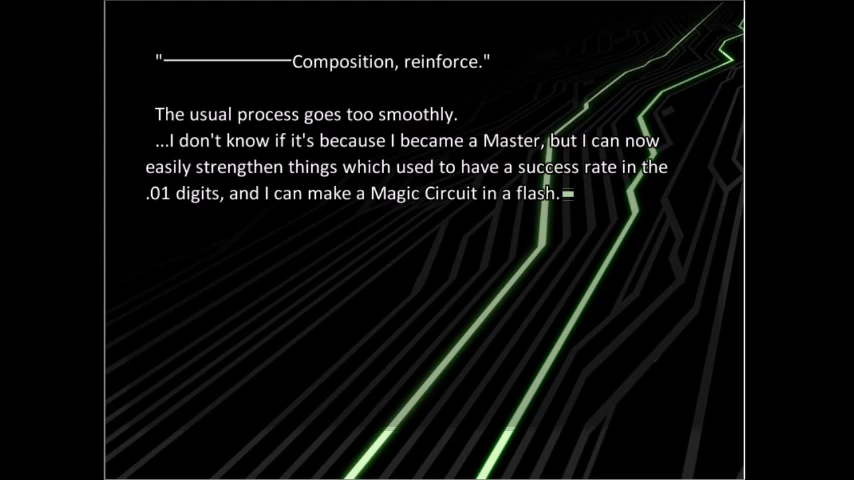 "――――――Composition, reinforce."
The usual process goes too smoothly.
...I don't know if it's because I became a Master, but I can now
easily strengthen things which used to have a success rate in the
.01 digits, and I can make a Magic Circuit in a flash.